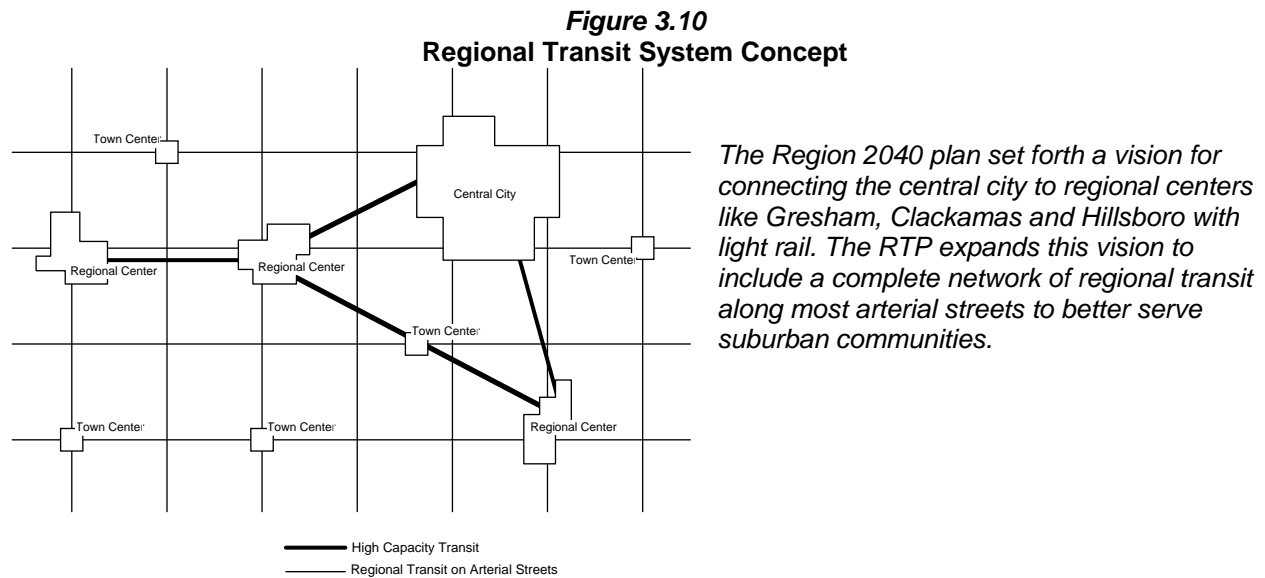 Figure 3.10
Regional Transit System Concept
Town Center
Central City
Town Center
Regional Center
Regional Center
Town Center
Town Center
Town Center
Regional Center
High Capacity Transit
Regional Transit on Arterial Streets
The Region 2040 plan set forth a vision for
connecting the central city to regional centers
like Gresham, Clackamas and Hillsboro with
light rail. The RTP expands this vision to
include a complete network of regional transit
along most arterial streets to better serve
suburban communities.